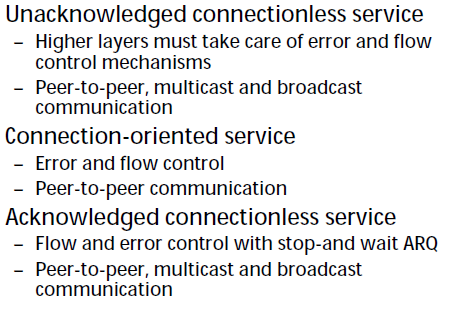 Unacknowledged connectionless service
– Higher layers must take care of error and flow
control mechanisms
– Peer-to-peer, multicast and broadcast
communication
Connection-oriented service
– Error and flow control
– Peer-to-peer communication
Acknowledged connectionless service
– Flow and error control with stop-and wait ARQ
– Peer-to-peer, multicast and broadcast
communication